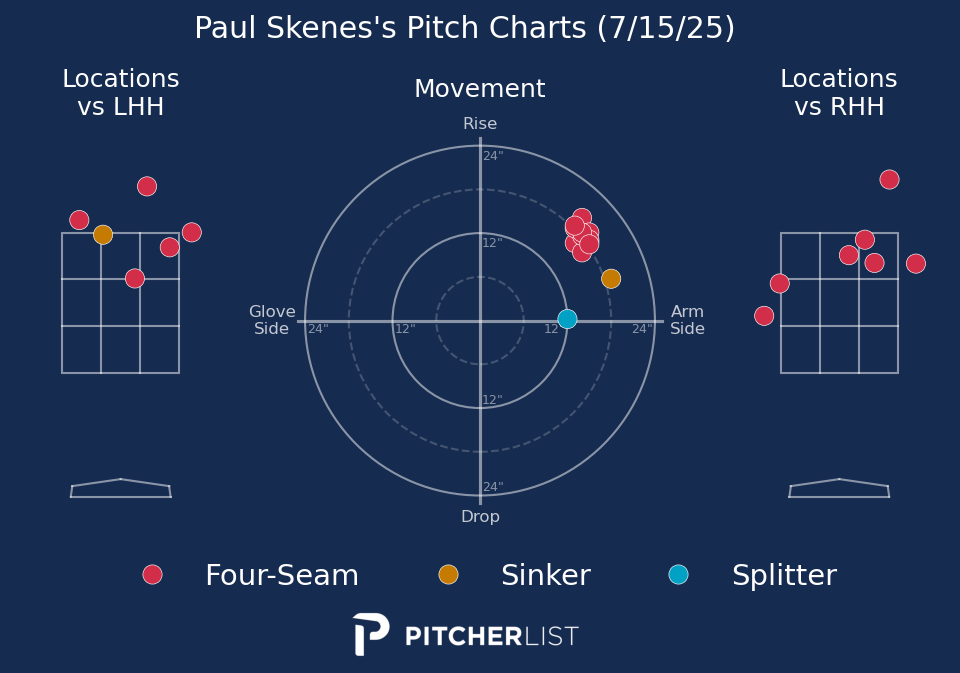 Paul Skenes's Pitch Charts (7/15/25)
Locations
vs LHH
Movement
Locations
vs RHH
Rise
24"
12"
Glove
Side
24"
12"
12"
24"
Arm
Side
12"
24"
Drop
Four-Seam
Sinker
Splitter
PITCHERLIST